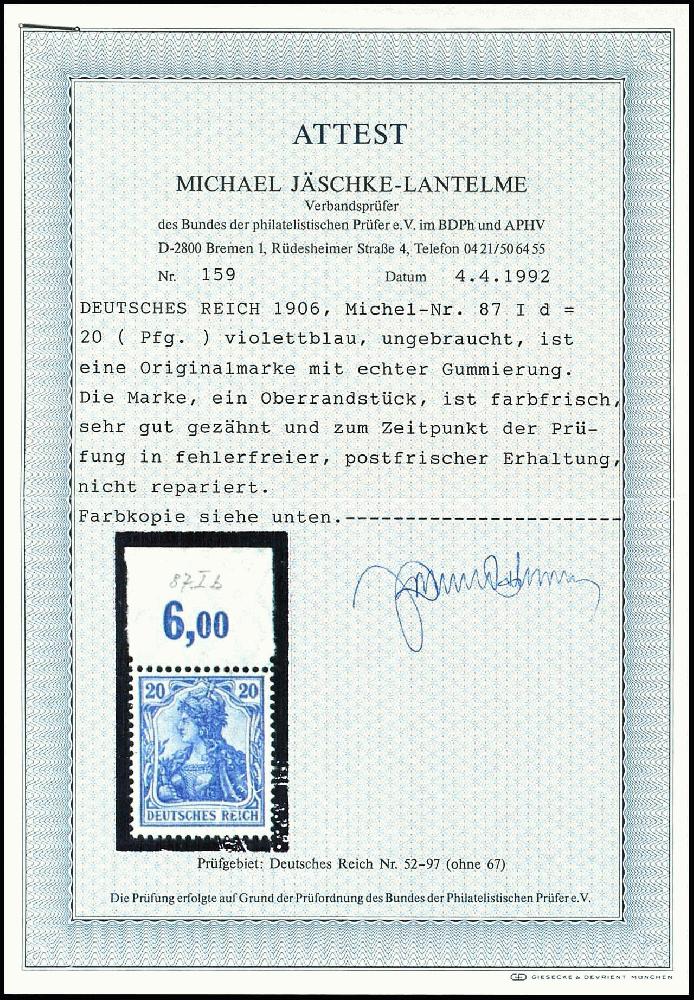 ATTEST
MICHAEL JÄSCHKE-LANTELME
Verbandsprüfer
des Bundes der philatelistischen Prüfer e.V. im BDPh und APHV
D-2800 Bremen 1, Rüdesheimer Straße 4, Telefon 04 21/50 64 55
Nr. 159 Datum 4.4.1992
DEUTSCHES REICH 1906, Michel-Nr. 87 I d =
20 ( Pfg. ) violettblau, ungebraucht, ist
eine Originalmarke mit echter Gummierung.
Die Marke, ein Oberrandstück, ist farbfrisch,
sehr gut gezähnt und zum Zeitpunkt der Prü-
fung in fehlerfreier, postfrischer Erhaltung,
nicht repariert.
Farbkopie siehe unten.-----------------------
87 I b
6,00
20 20
DEUTSCHES REICH
Prüfgebiet: Deutsches Reich Nr. 52-97 (ohne 67)
Die Prüfung erfolgte auf Grund der Prüfordnung des Bundes der Philatelistischen Prüfer e.V.
GIESECKE & DEVRIENT MÜNCHEN